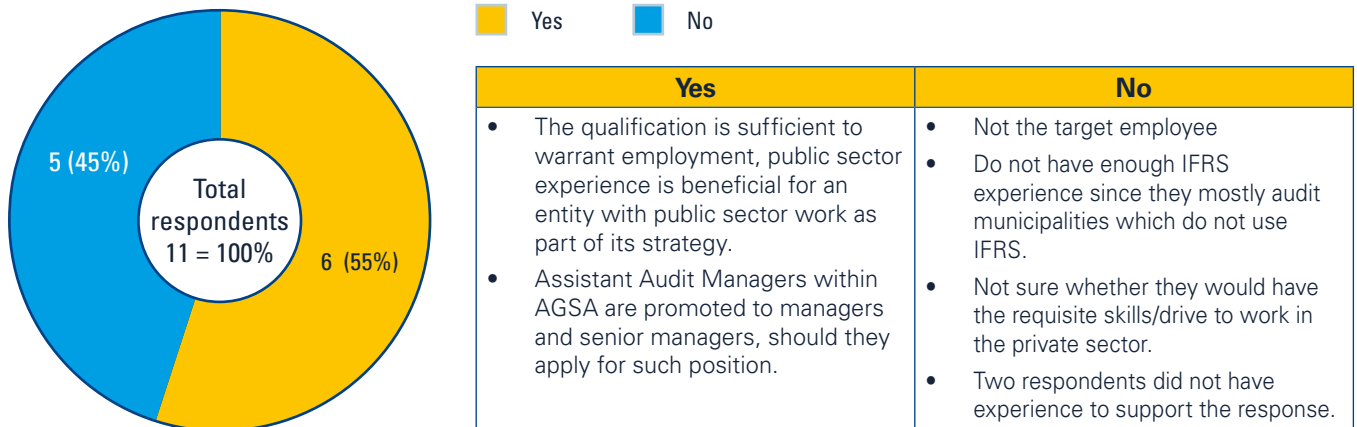 Yes
No
5 (45%)
Total
respondents
11 = 100%
6 (55%)
Yes
• The qualification is sufficient to
warrant employment, public sector
experience is beneficial for an
entity with public sector work as
part of its strategy.
• Assistant Audit Managers within
AGSA are promoted to managers
and senior managers, should they
apply for such position.
No
• Not the target employee
• Do not have enough IFRS
experience since they mostly audit
municipalities which do not use
IFRS.
• Not sure whether they would have
the requisite skills/drive to work in
the private sector.
• Two respondents did not have
experience to support the response.